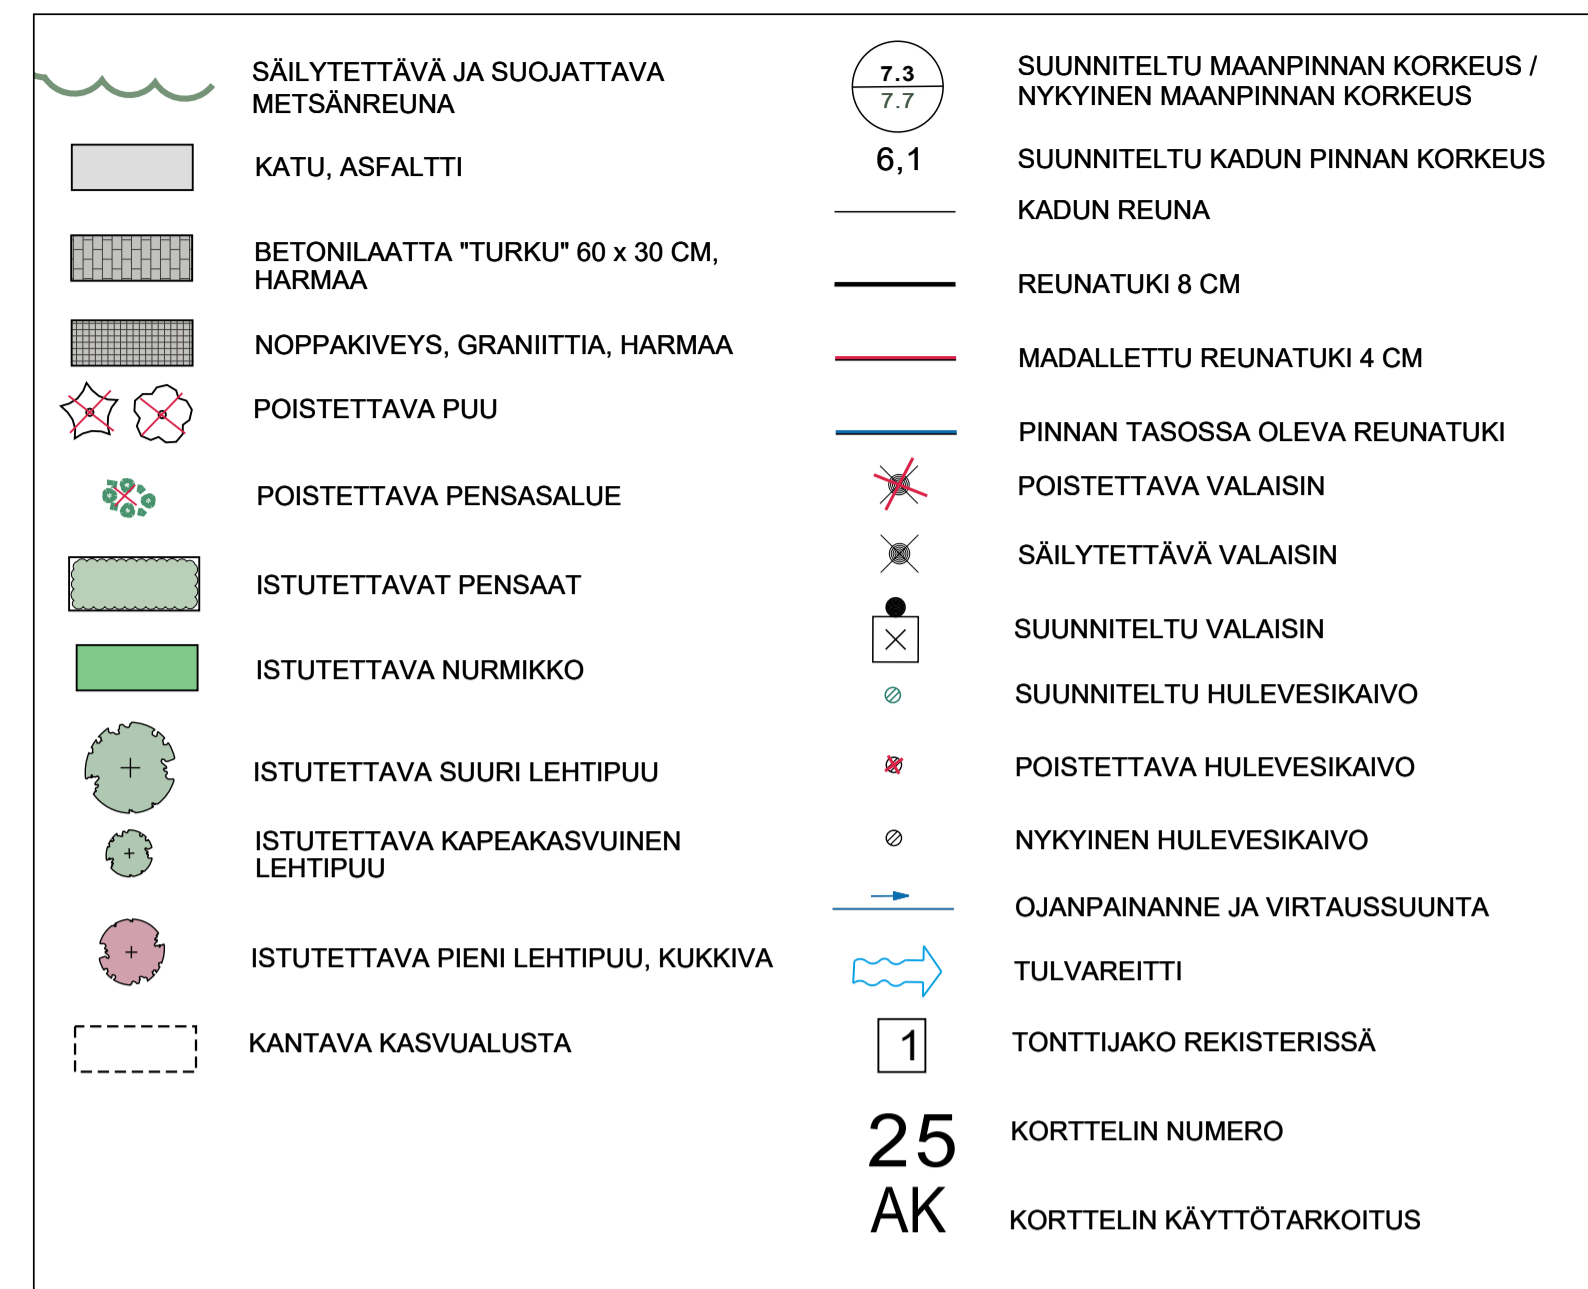 SÄILYTETTÄVÄ JA SUOJATTAVA
METSÄNREUNA
KATU, ASFALTTI
BETONILAATTA "TURKU" 60 x 30 CM,
HARMAA
NOPPAKIVEYS, GRANIITTIA, HARMAA
POISTETTAVA PUU
POISTETTAVA PENSASALUE
ISTUTETTAVAT PENSAAT
ISTUTETTAVA NURMIKKO
ISTUTETTAVA SUURI LEHTIPUU
ISTUTETTAVA KAPEAKASVUINEN
LEHTIPUU
ISTUTETTAVA PIENI LEHTIPUU, KUKKIVA
KANTAVA KASVUALUSTA
7.3
7.7
SUUNNITELTU MAANPINNAN KORKEUS /
NYKYINEN MAANPINNAN KORKEUS
6,1 SUUNNITELTU KADUN PINNAN KORKEUS
KADUN REUNA
REUNATUKI 8 CM
MADALLETTU REUNATUKI 4 CM
PINNAN TASOSSA OLEVA REUNATUKI
POISTETTAVA VALAISIN
SÄILYTETTÄVÄ VALAISIN
SUUNNITELTU VALAISIN
SUUNNITELTU HULEVESIKAIVO
POISTETTAVA HULEVESIKAIVO
NYKYINEN HULEVESIKAIVO
OJANPAINANNE JA VIRTAUSSUUNTA
TULVAREITTI
1 TONTTIJAKO REKISTERISSÄ
25 KORTTELIN NUMERO
AK KORTTELIN KÄYTTÖTARKOITUS